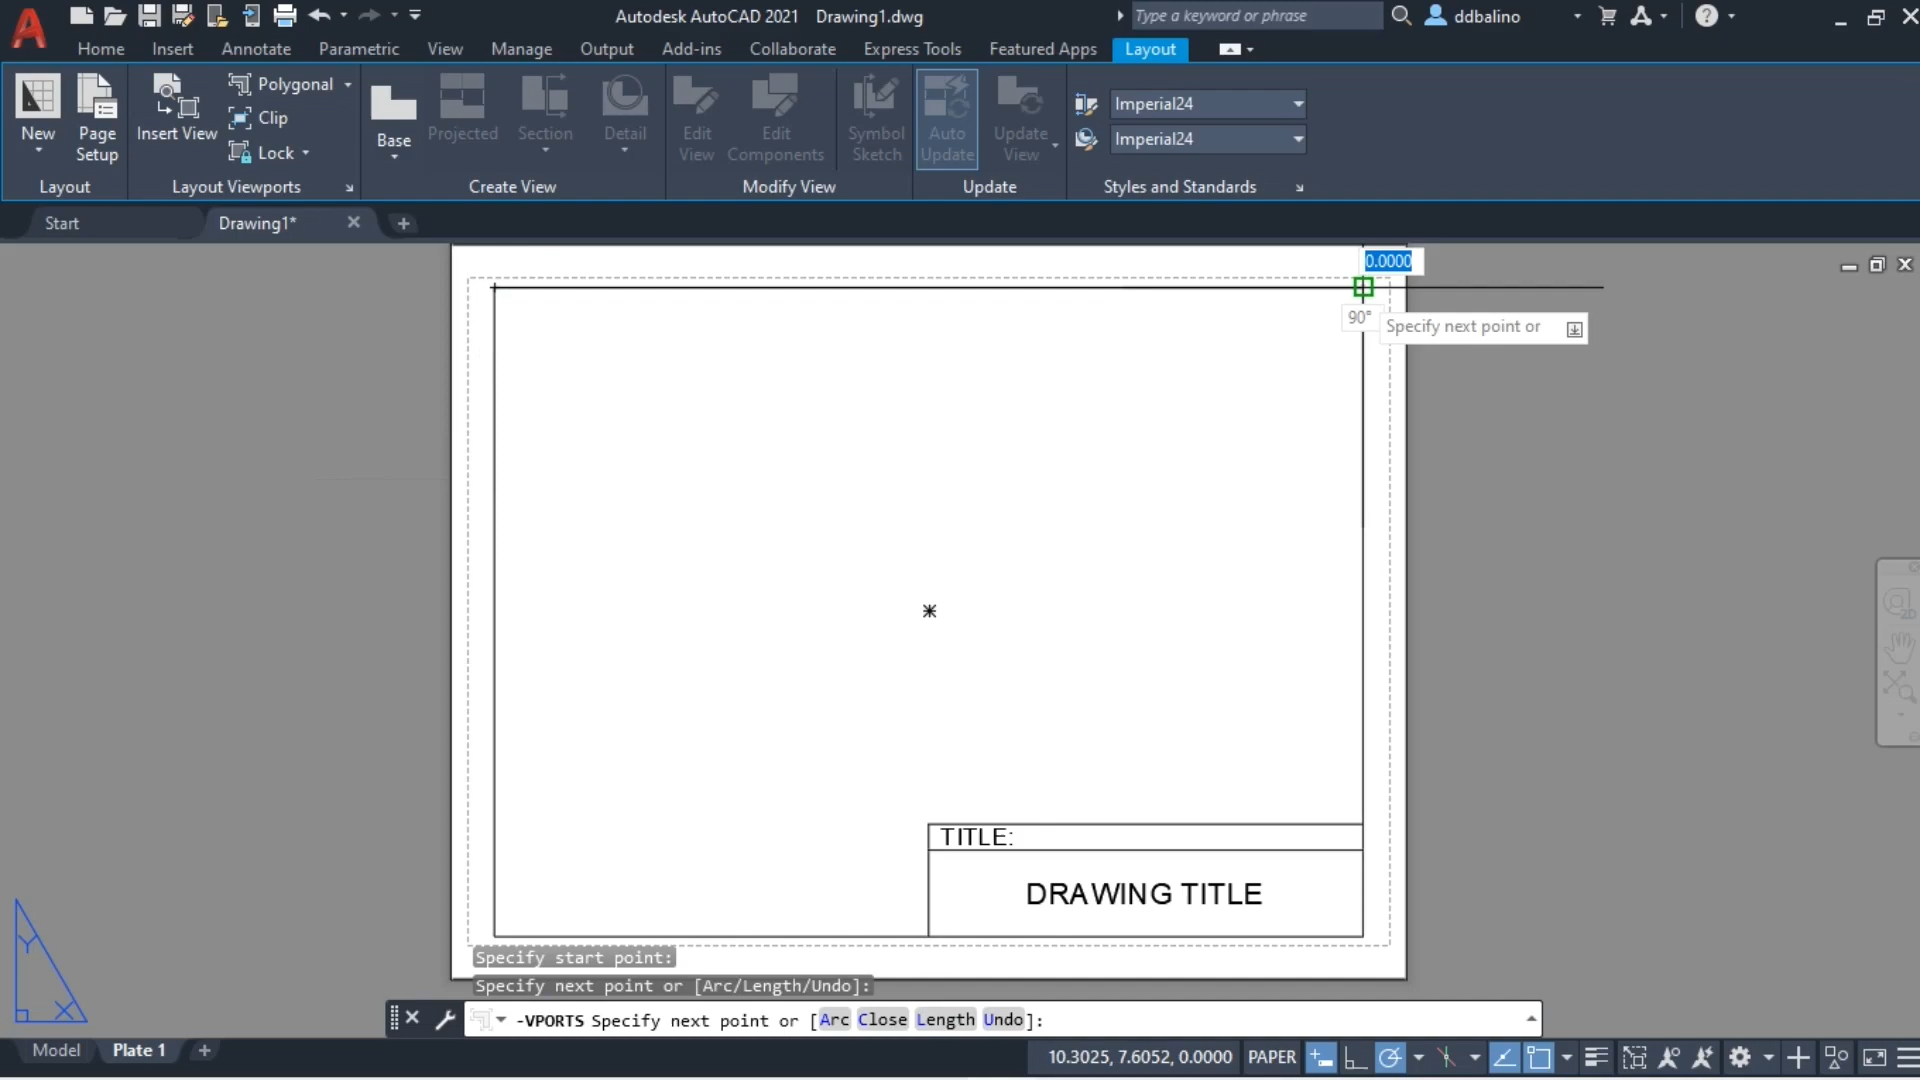 Autodesk AutoCAD 2021 Drawing1.dwg
Type a keyword or phrase
ddbalino
Home Insert Annotate Parametric View Manage Output Add-ins Collaborate Express Tools Featured Apps Layout
New
Page Setup
Insert View
Polygonal
Clip
Lock
Base
Projected
Section
Detail
Edit View
Edit Components
Symbol Sketch
Auto Update
Update View
Imperial24
Imperial24
Layout
Layout Viewports
Create View
Modify View
Update
Styles and Standards
Start
Drawing1*
0.0000
90°
Specify next point or
TITLE:
DRAWING TITLE
Y
X
2D
Specify start point:
Specify next point or [Arc/Length/Undo]:
-VPORTS Specify next point or [Arc Close Length Undo]:
Model
Plate 1
10.3025, 7.6052, 0.0000
PAPER